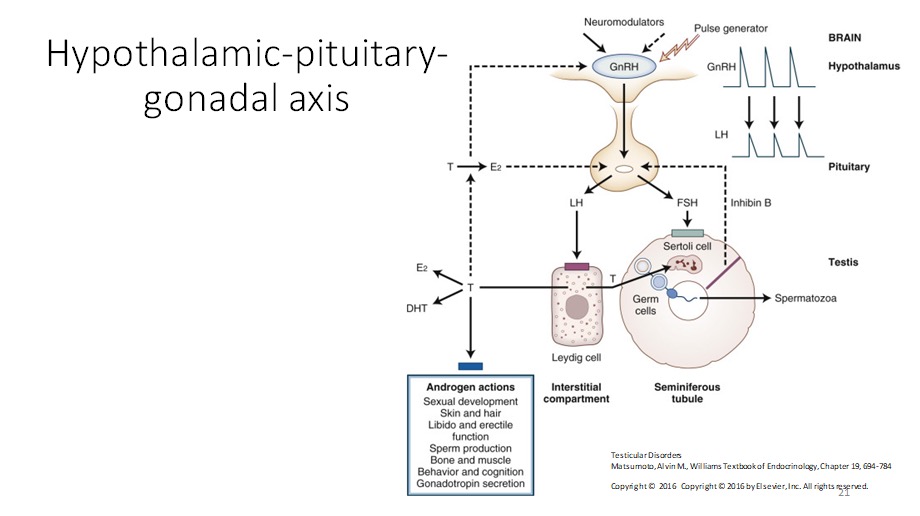 Hypothalamic-pituitary-
gonadal axis
Neuromodulators
Pulse generator
BRAIN
GnRH
GnRH
Hypothalamus
LH
T
E2
Pituitary
LH
FSH
Inhibin B
Sertoli cell
Testis
E2
T
T
DHT
Germ
cells
Spermatozoa
Leydig cell
Androgen actions
Sexual development
Skin and hair
Libido and erectile
function
Sperm production
Bone and muscle
Behavior and cognition
Gonadotropin secretion
Interstitial
compartment
Seminiferous
tubule
Testicular Disorders
Matsumoto, Alvin M., Williams Textbook of Endocrinology, Chapter 19, 694-784
Copyright © 2016 Copyright © 2016 by Elsevier, Inc. All rights reserved.
21